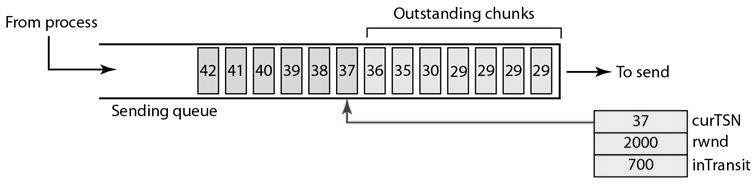 Outstanding chunks
From process
42 41 40 39 38 37 36 35 30 29 29 29 29
To send
Sending queue
37 curTSN
2000 rwnd
700 inTransit